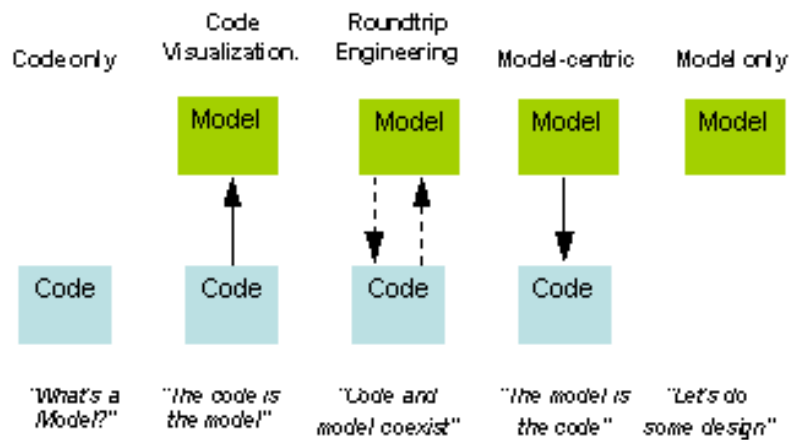 Code only
Code
Visualization.
Roundtrip
Engineering
Model-centric
Model only
Model
Model
Model
Model
Code
Code
Code
Code
"What's a
Model?"
"The code is
the model"
"Code and
model coexist"
"The model is
the code"
"Let's do
some design"